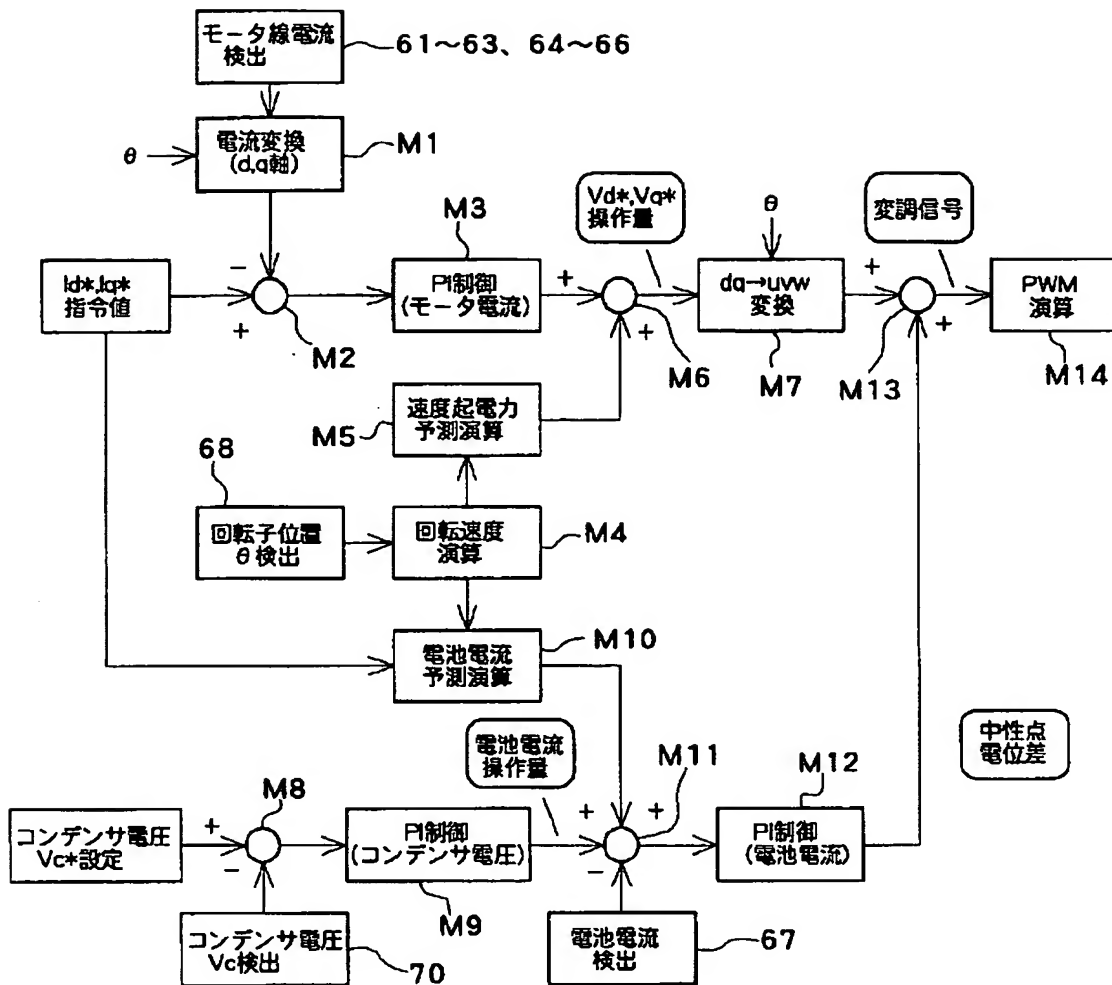 モータ線電流
検出
61〜63、64〜66
電流変換
(d,q軸)
θ
M1
Id*,Iq*
指令値
−
+
M2
M3
PI制御
(モータ電流)
+
+
Vd*,Vq*
操作量
M6
θ
dq→uvw
変換
M7
変調信号
+
+
M13
PWM
演算
M14
速度起電力
予測演算
M5
68
回転子位置
θ検出
回転速度
演算
M4
電池電流
予測演算
M10
電池電流
操作量
M11
M12
中性点
電位差
コンデンサ電圧
Vc*設定
+
−
M8
PI制御
(コンデンサ電圧)
M9
+
+
−
PI制御
(電池電流)
コンデンサ電圧
Vc検出
70
電池電流
検出
67